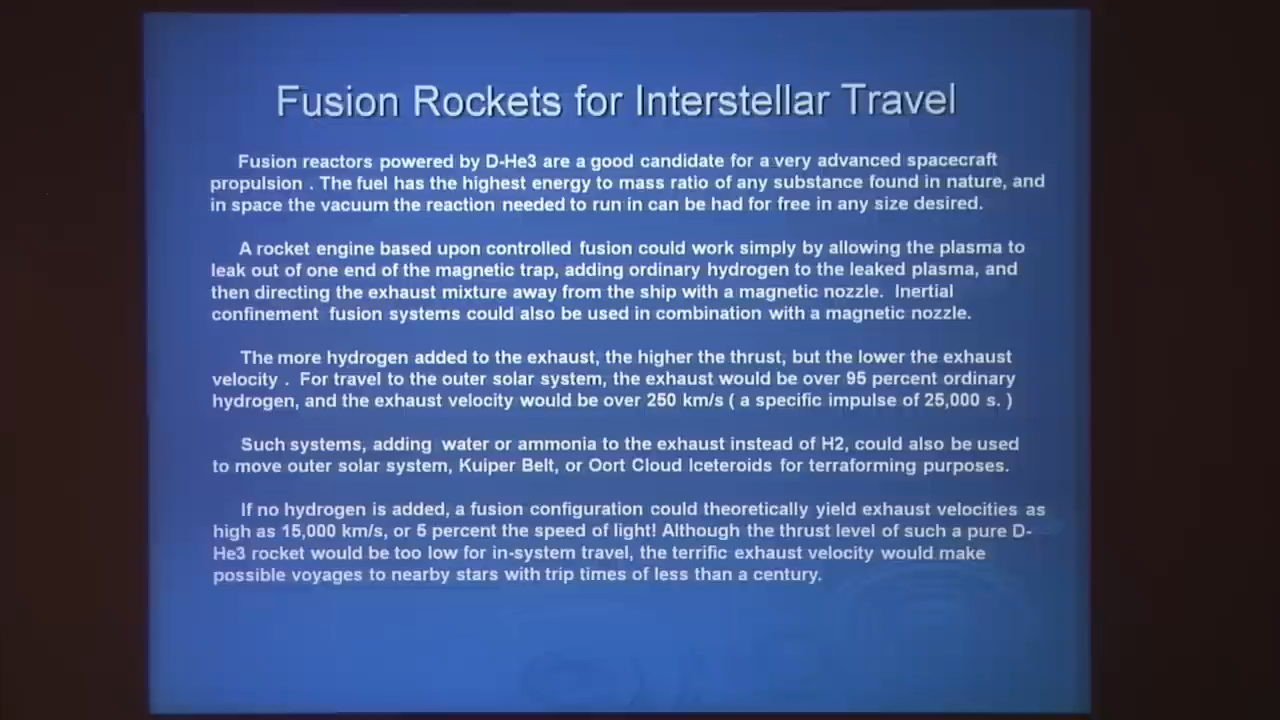 Fusion Rockets for Interstellar Travel
Fusion reactors powered by D-He3 are a good candidate for a very advanced spacecraft
propulsion . The fuel has the highest energy to mass ratio of any substance found in nature, and
in space the vacuum the reaction needed to run in can be had for free in any size desired.
A rocket engine based upon controlled fusion could work simply by allowing the plasma to
leak out of one end of the magnetic trap, adding ordinary hydrogen to the leaked plasma, and
then directing the exhaust mixture away from the ship with a magnetic nozzle. Inertial
confinement fusion systems could also be used in combination with a magnetic nozzle.
The more hydrogen added to the exhaust, the higher the thrust, but the lower the exhaust
velocity . For travel to the outer solar system, the exhaust would be over 95 percent ordinary
hydrogen, and the exhaust velocity would be over 250 km/s ( a specific impulse of 25,000 s. )
Such systems, adding water or ammonia to the exhaust instead of H2, could also be used
to move outer solar system, Kuiper Belt, or Oort Cloud Iceteroids for terraforming purposes.
If no hydrogen is added, a fusion configuration could theoretically yield exhaust velocities as
high as 15,000 km/s, or 5 percent the speed of light! Although the thrust level of such a pure D-
He3 rocket would be too low for in-system travel, the terrific exhaust velocity would make
possible voyages to nearby stars with trip times of less than a century.